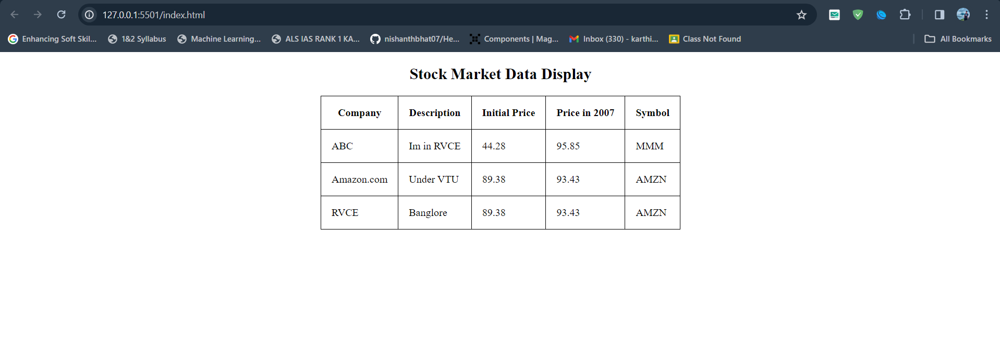 127.0.0.1:5501/index.html
Enhancing Soft Skil... 1&2 Syllabus Machine Learning... ALS IAS RANK 1 KA... nishanthbhat07/He... Components | Mag... Inbox (330) - karthi... Class Not Found All Bookmarks
Stock Market Data Display
Company Description Initial Price Price in 2007 Symbol
ABC Im in RVCE 44.28 95.85 MMM
Amazon.com Under VTU 89.38 93.43 AMZN
RVCE Banglore 89.38 93.43 AMZN